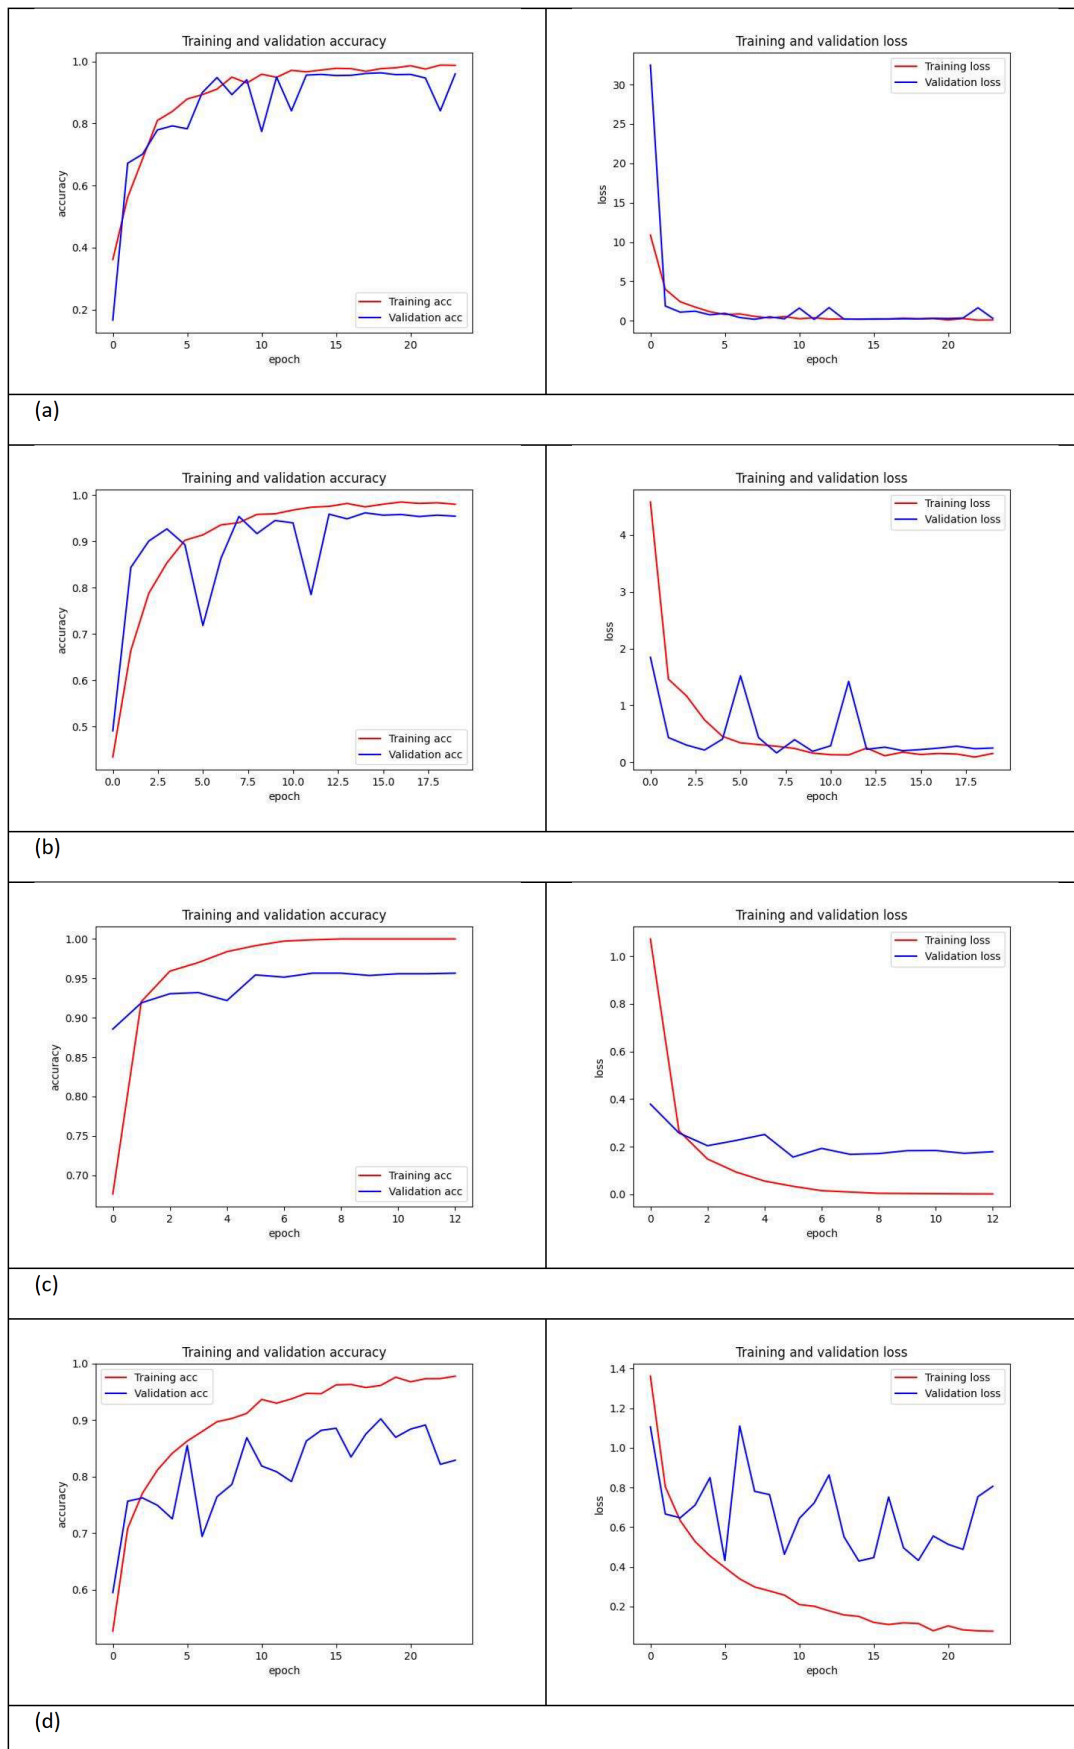 Training and validation accuracy
1.0
0.8
0.6
0.4
0.2
accuracy
Training acc
Validation acc
0 5 10 15 20
epoch
Training and validation loss
Training loss
Validation loss
30
25
20
15
10
5
0
loss
0 5 10 15 20
epoch
(a)
Training and validation accuracy
1.0
0.9
0.8
0.7
0.6
0.5
accuracy
Training acc
Validation acc
0.0 2.5 5.0 7.5 10.0 12.5 15.0 17.5
epoch
Training and validation loss
Training loss
Validation loss
4
3
2
1
0
loss
0.0 2.5 5.0 7.5 10.0 12.5 15.0 17.5
epoch
(b)
Training and validation accuracy
1.00
0.95
0.90
0.85
0.80
0.75
0.70
accuracy
Training acc
Validation acc
0 2 4 6 8 10 12
epoch
Training and validation loss
Training loss
Validation loss
1.0
0.8
0.6
0.4
0.2
0.0
loss
0 2 4 6 8 10 12
epoch
(c)
Training and validation accuracy
Training acc
Validation acc
1.0
0.9
0.8
0.7
0.6
accuracy
0 5 10 15 20
epoch
Training and validation loss
Training loss
Validation loss
1.4
1.2
1.0
0.8
0.6
0.4
0.2
loss
0 5 10 15 20
epoch
(d)